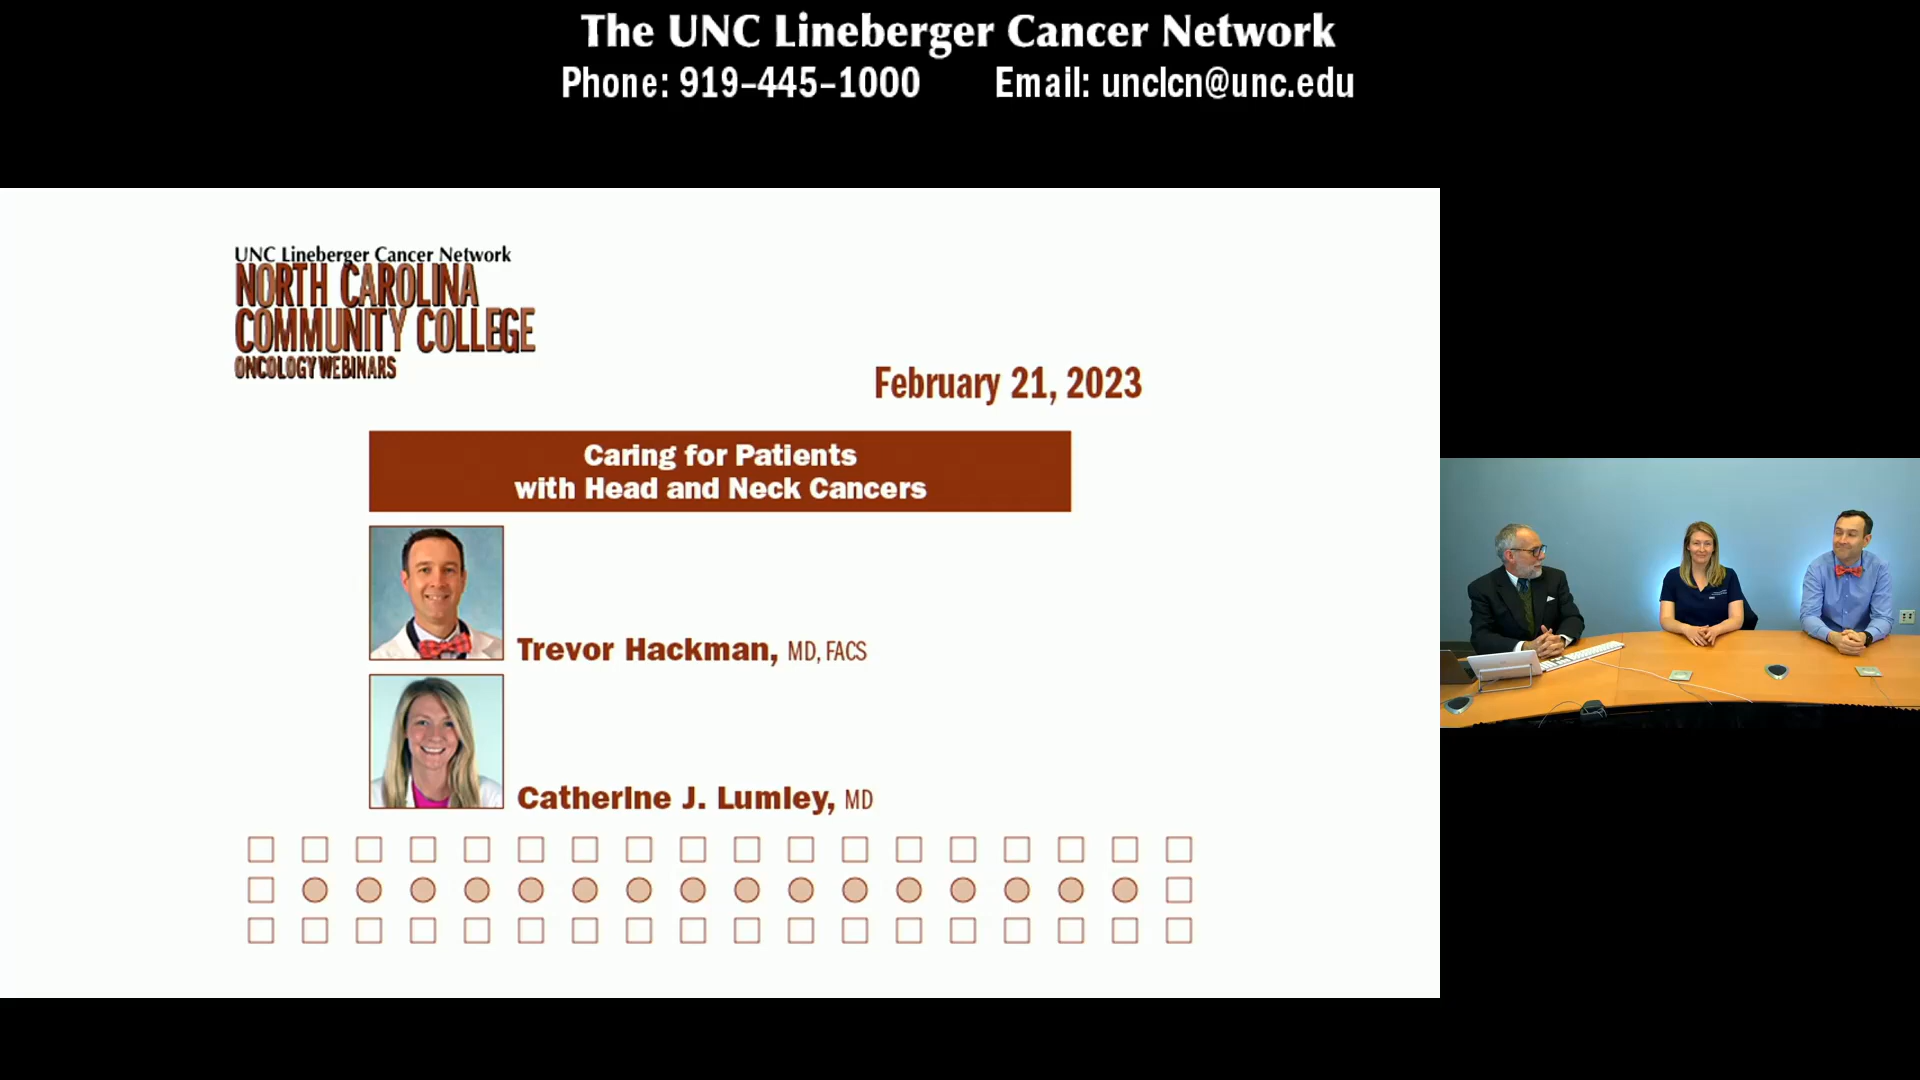 The UNC Lineberger Cancer Network
Phone: 919-445-1000 Email: unclcn@unc.edu
UNC Lineberger Cancer Network
NORTH CAROLINA
COMMUNITY COLLEGE
ONCOLOGY WEBINARS
February 21, 2023
Caring for Patients
with Head and Neck Cancers
Trevor Hackman, MD, FACS
Catherine J. Lumley, MD